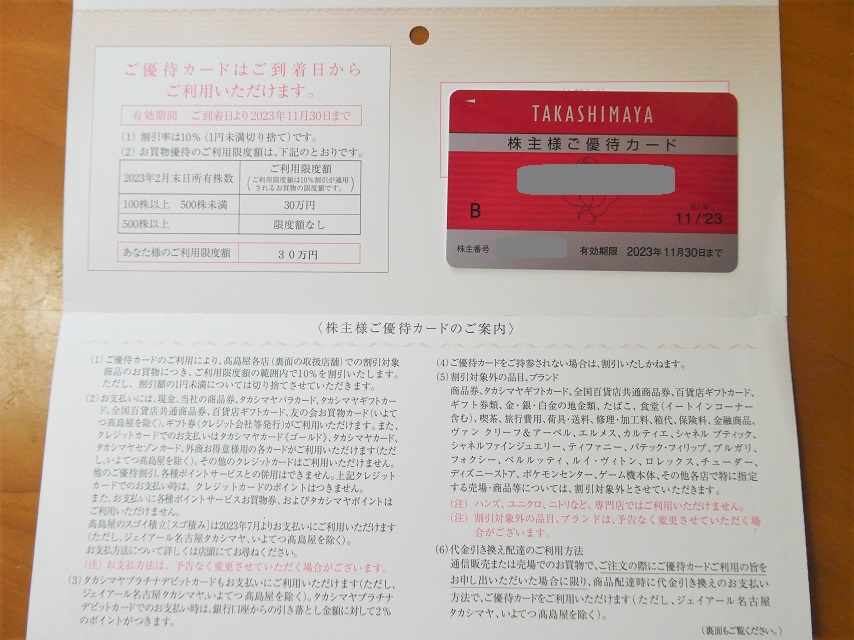 ご優待カードはご到着日から
ご利用いただけます。
有効期間 ご到着日より2023年11月30日まで
(1) 割引率は10%(1円未満切り捨て)です。
(2) お買物優待のご利用限度額は、下記のとおりです。
2023年2月末日所有株数 ご利用限度額
(ご利用限度額は10%割引が適用
されるお買物の限度額です。)
100株以上 500株未満 30万円
500株以上 限度額なし
あなた様のご利用限度額 30万円
TAKASHIMAYA
株主様ご優待カード
B
11/23
株主番号 有効期限 2023年11月30日まで
〈株主様ご優待カードのご案内〉
(1)ご優待カードのご利用により、髙島屋各店(裏面の取扱店舗)での割引対象
商品のお買物につき、ご利用限度額の範囲内で10%を割引いたします。
ただし、割引額の1円未満については切り捨てさせていただきます。
(2)お支払いには、現金、当社の商品券、タカシマヤバラカード、タカシマヤギフトカー
ド、全国百貨店共通商品券、百貨店ギフトカード、友の会お買物カード(いよて
つ髙島屋を除く)、ギフト券(クレジット会社等発行)がご利用いただけます。また、
クレジットカードでのお支払いはタカシマヤカード《ゴールド》、タカシマヤカード、
タカシマヤセゾンカード、外商お得意様用の各カードがご利用いただけます(ただ
し、いよてつ髙島屋を除く)。その他のクレジットカードはご利用いただけません。
他のご優待割引、各種ポイントサービスとの併用はできません。上記クレジット
カードでのお支払い時は、クレジットカードのポイントはつきません。
また、お支払いに各種ポイントサービスお買物券、およびタカシマヤポイントは
ご利用いただけません。
髙島屋のスゴイ積立[スゴ積み]は2023年7月よりお支払いにご利用いただけます
(ただし、ジェイアール名古屋タカシマヤ、いよてつ髙島屋を除く)。
お支払方法について詳しくは店頭にておたずねください。
(注) お支払方法は、予告なく変更させていただく場合がございます。
(3)タカシマヤプラチナデビットカードもお支払いにご利用いただけます(ただし、
ジェイアール名古屋タカシマヤ、いよてつ髙島屋を除く)。タカシマヤプラチナ
デビットカードでのお支払い時は、銀行口座からの引き落とし金額に対して2%
のポイントがつきます。
(4)ご優待カードをご持参されない場合は、割引いたしかねます。
(5)割引対象外の品目、ブランド
商品券、タカシマヤギフトカード、全国百貨店共通商品券、百貨店ギフトカード、
ギフト券類、金・銀・白金の地金類、たばこ、食堂(イートインコーナー
含む)、喫茶、旅行費用、荷具・送料、修理・加工料、箱代、保険料、金融商品、
ヴァン クリーフ&アーペル、エルメス、カルティエ、シャネル ブティック、
シャネルファインジュエリー、ティファニー、パテック・フィリップ、ブルガリ、
フォクシー、ベルルッティ、ルイ・ヴィトン、ロレックス、チューダー、
ディズニーストア、ポケモンセンター、ゲーム機本体、その他各店で特に指定
する売場・商品等については、割引対象外とさせていただきます。
(注) ハンズ、ユニクロ、ニトリなど、専門店ではご利用いただけません。
(注) 割引対象外の品目、ブランドは、予告なく変更させていただく場
合がございます。
(6)代金引き換え配達のご利用方法
通信販売または売場でのお買物で、ご注文の際にご優待カードご利用の旨を
お申し出いただいた場合に限り、商品配達時に代金引き換えのお支払い
方法で、ご優待カードをご利用いただけます(ただし、ジェイアール名古屋
タカシマヤ、いよてつ髙島屋を除く)。
(裏面もご覧ください。)